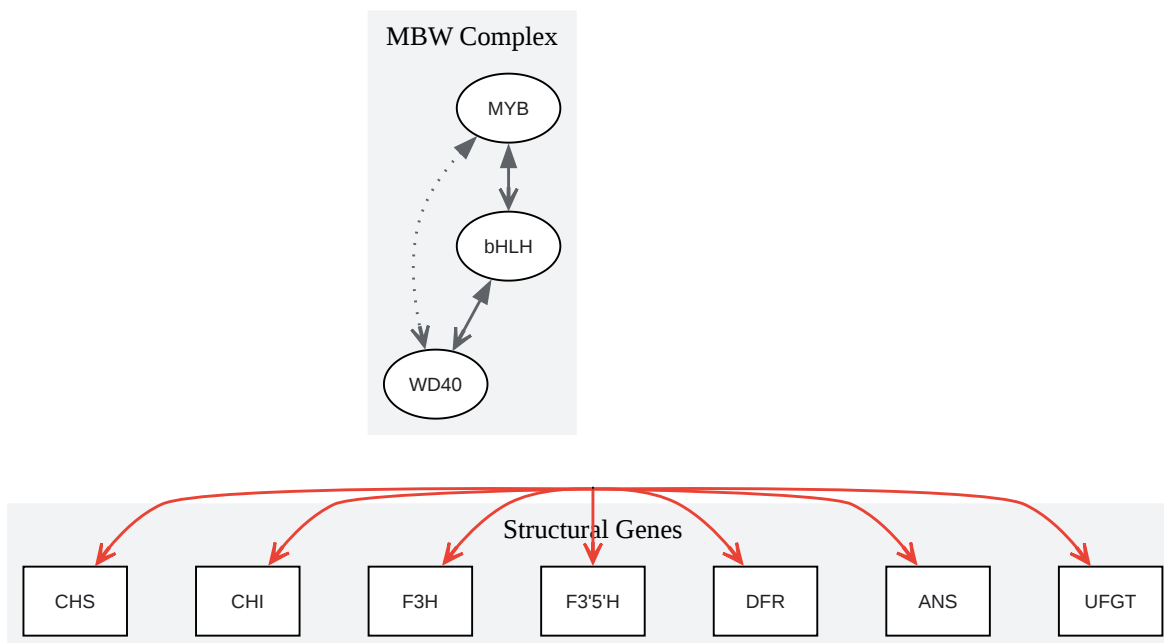 MBW Complex
MYB
bHLH
WD40
Structural Genes
CHS
CHI
F3H
F3'5'H
DFR
ANS
UFGT